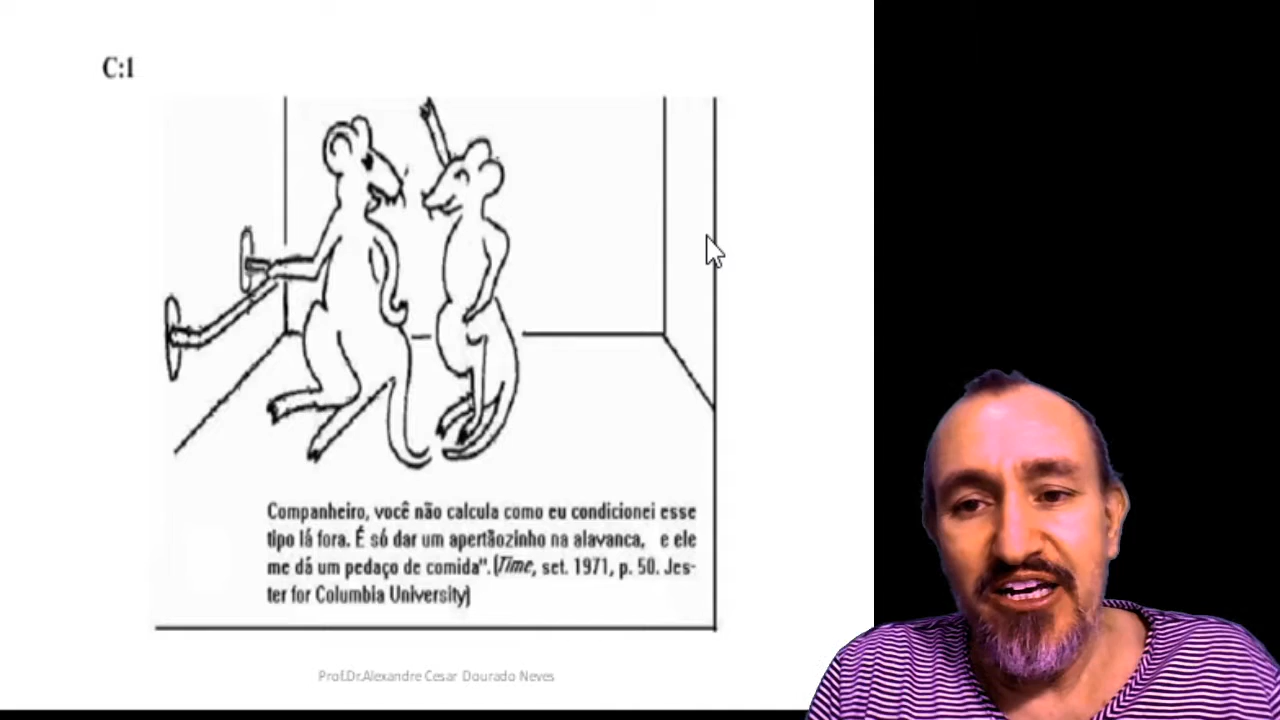 C:1
Companheiro, você não calcula como eu condicionei esse
tipo lá fora. É só dar um apertãozinho na alavanca, e ele
me dá um pedaço de comida". (Time, set. 1971, p. 50. Jes-
ter for Columbia University)
Prof.Dr.Alexandre Cesar Dourado Neves